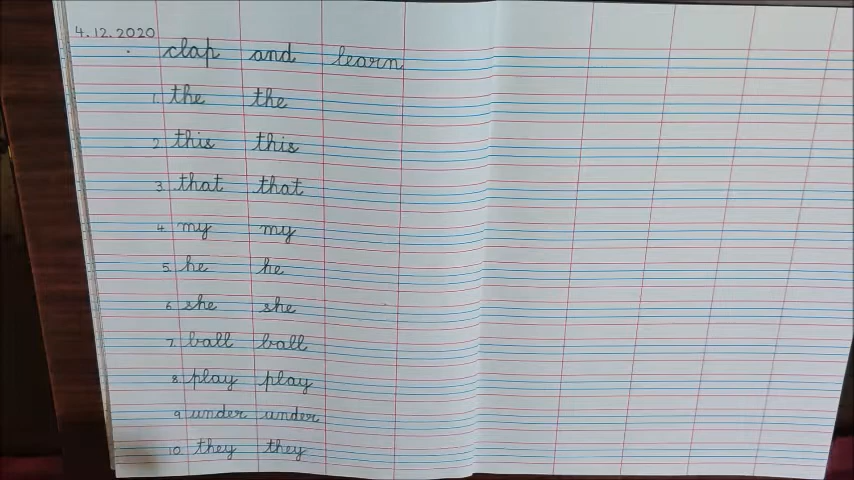 4.12.2020
clap and learn
1. the the
2 this this
3. that that
4. my my
5. he he
6. she she
7. ball ball
8. play play
9 under under
10. they they